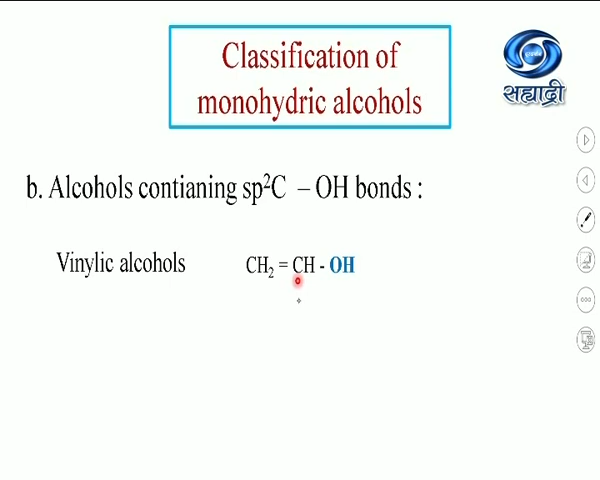 Classification of
monohydric alcohols
सह्याद्री
b. Alcohols contianing sp²C – OH bonds :
Vinylic alcohols CH₂ = CH - OH